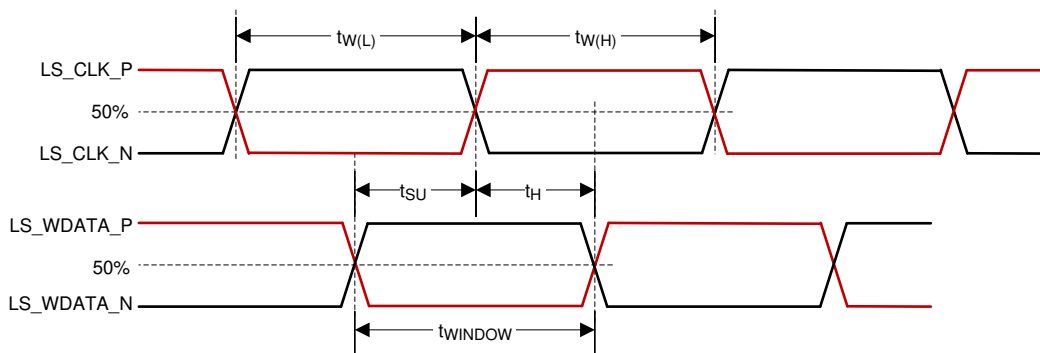 tW(L) tW(H)
LS_CLK_P
50%
LS_CLK_N
tSU tH
LS_WDATA_P
50%
LS_WDATA_N
tWINDOW